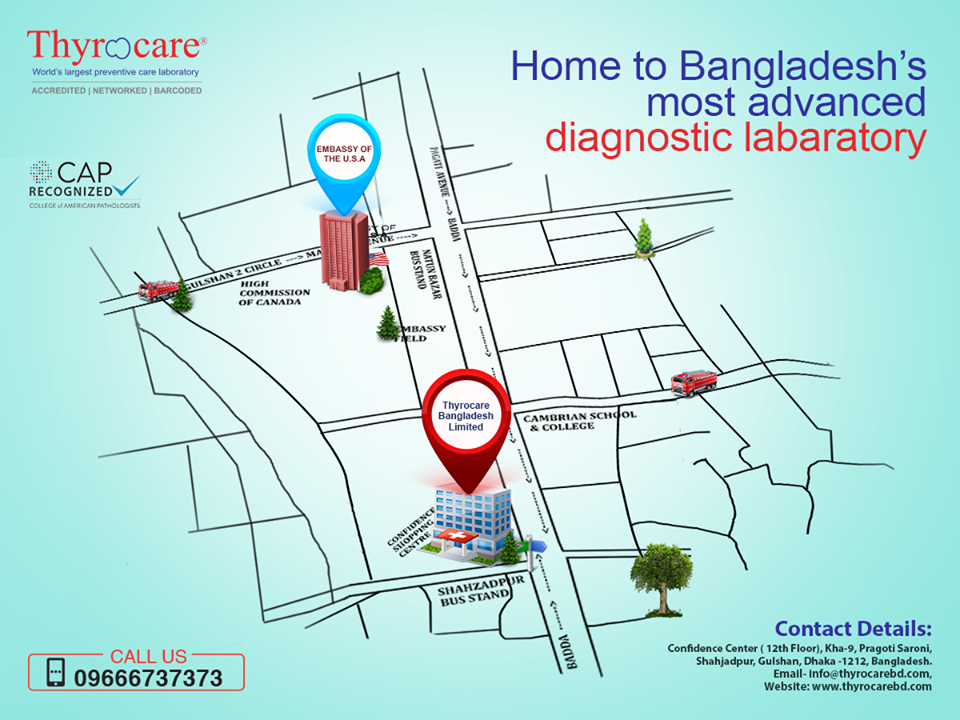 Thyrocare®
World's largest preventive care laboratory
ACCREDITED | NETWORKED | BARCODED
Home to Bangladesh's
most advanced
diagnostic labaratory
CAP
RECOGNIZED
COLLEGE of AMERICAN PATHOLOGISTS
EMBASSY OF
THE U.S.A
PAGATI AVENUE
BADDA
GULSHAN 2 CIRCLE
HIGH
COMMISSION
OF CANADA
NATUN BAZAR
BUS STAND
EMBASSY
FIELD
Thyrocare
Bangladesh
Limited
CAMBRIAN SCHOOL
& COLLEGE
CONFIDENCE
SHOPPING
CENTRE
SHAHZADPUR
BUS STAND
BADDA
CALL US
09666737373
Contact Details:
Confidence Center ( 12th Floor), Kha-9, Pragoti Saroni,
Shahjadpur, Gulshan, Dhaka -1212, Bangladesh.
Email- info@thyrocarebd.com,
Website: www.thyrocarebd.com